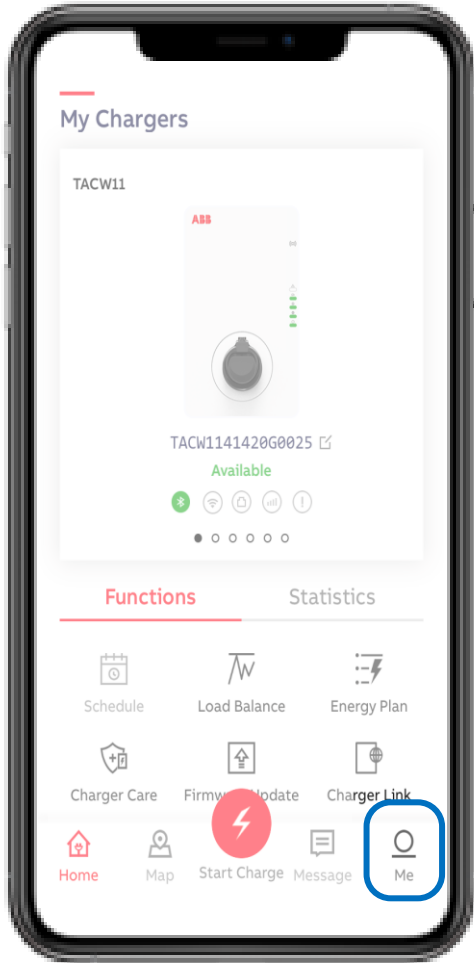 My Chargers
TACW11
ABB
TACW1141420G0025
Available
Functions Statistics
Schedule Load Balance Energy Plan
Charger Care Firmw Update Charger Link
Home Map Start Charge Message Me